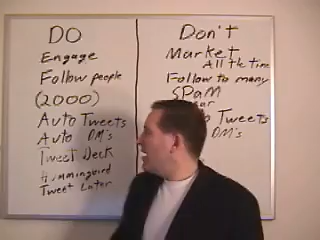 DO
Engage
Follow people
(2000)
Auto Tweets
Auto DM's
Tweet Deck
Hummingbird
Tweet Later
Don't
Market
All the time
Follow to many
SPAM
Tweets
DM's